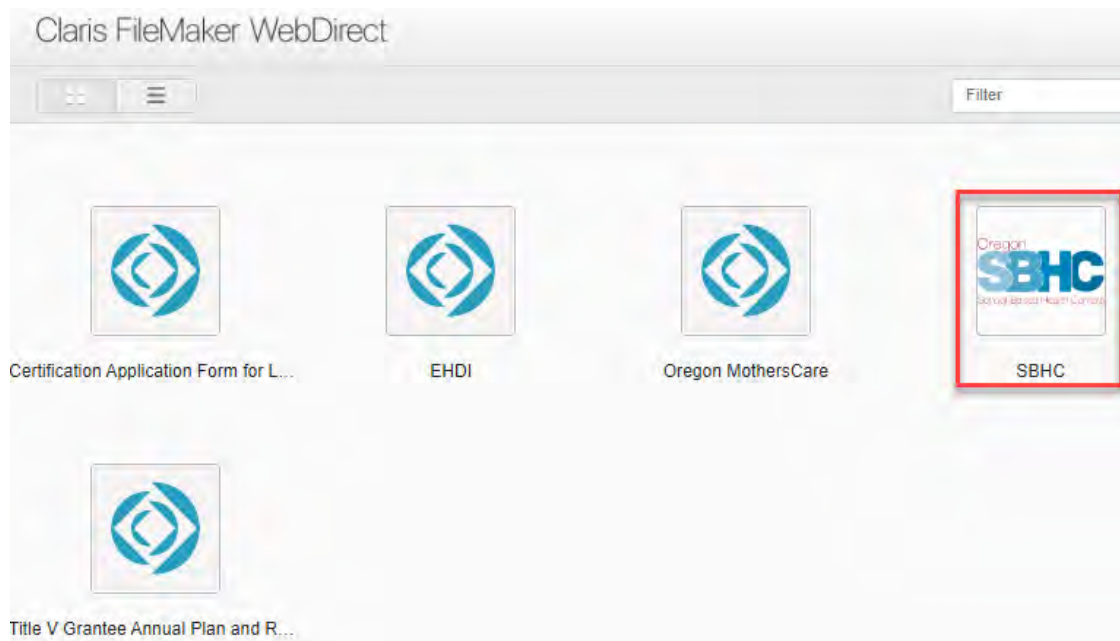 Claris FileMaker WebDirect
Filter
Oregon
SBHC
School-Based Health Centers
Certification Application Form for L...
EHDI
Oregon MothersCare
SBHC
Title V Grantee Annual Plan and R...